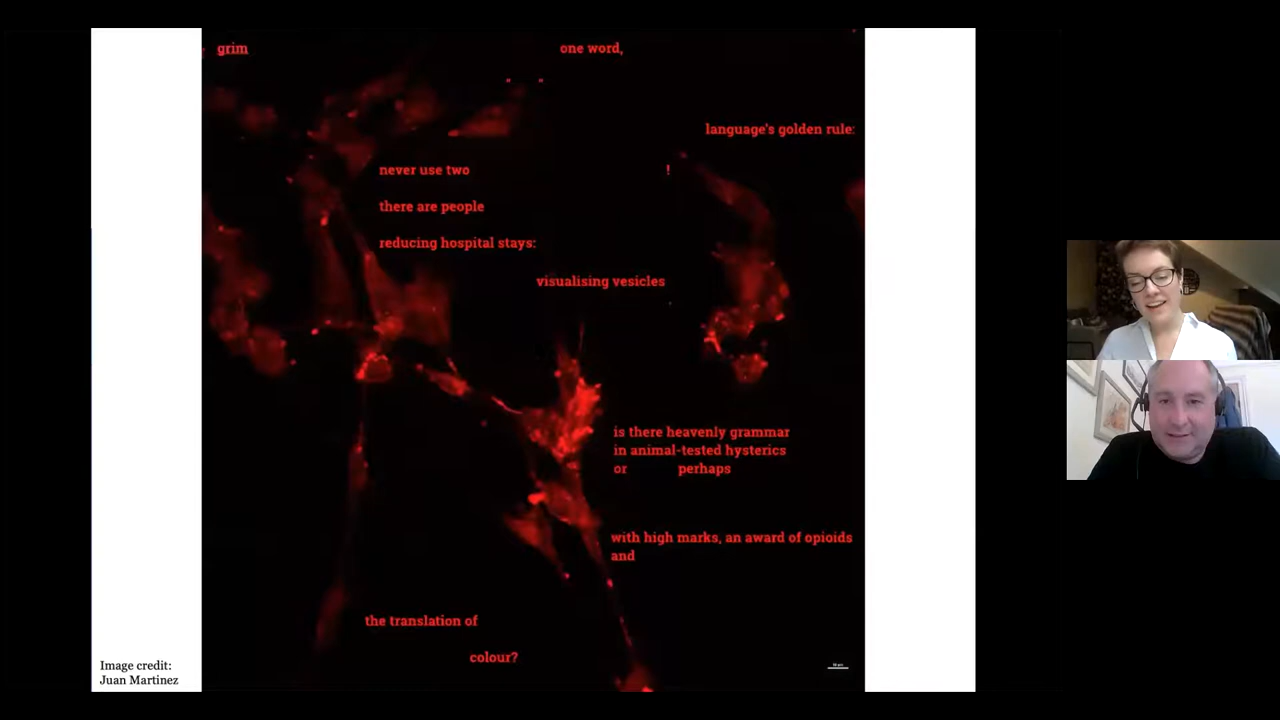 grim
one word,
language's golden rule:
never use two
!
there are people
reducing hospital stays:
visualising vesicles
is there heavenly grammar
in animal-tested hysterics
or perhaps
with high marks, an award of opioids
and
the translation of
colour?
Image credit:
Juan Martinez